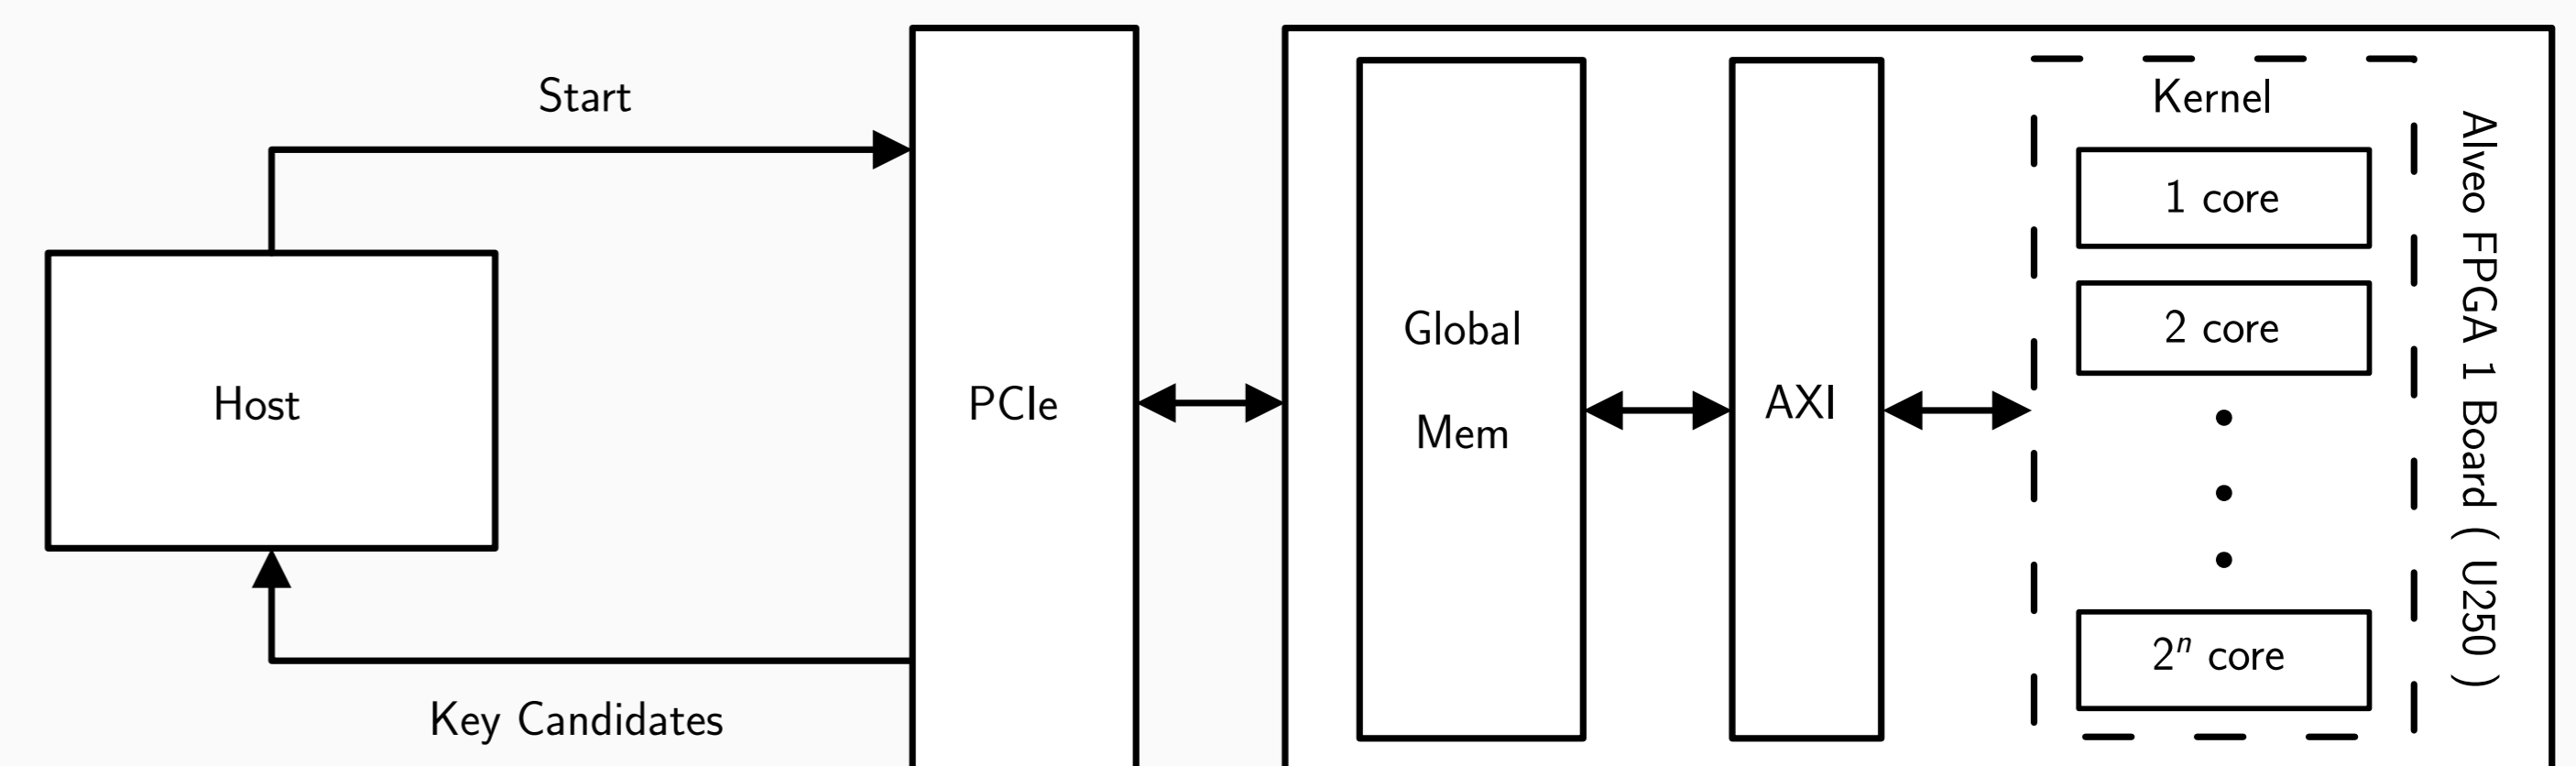 Start
Host
Key Candidates
PCIe
Global
Mem
AXI
Kernel
1 core
2 core
2ⁿ core
Alveo FPGA 1 Board ( U250 )